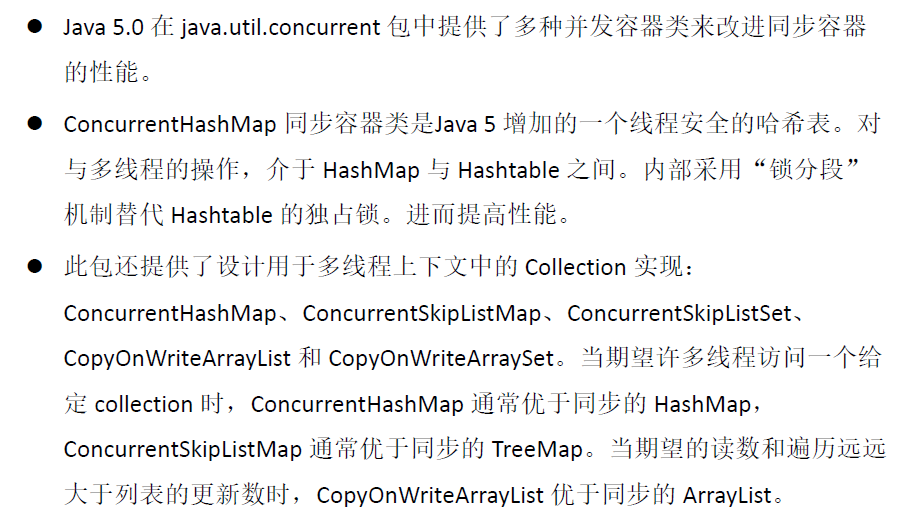 ● Java 5.0 在 java.util.concurrent 包中提供了多种并发容器类来改进同步容器
的性能。
● ConcurrentHashMap 同步容器类是Java 5 增加的一个线程安全的哈希表。对
与多线程的操作，介于 HashMap 与 Hashtable 之间。内部采用“锁分段”
机制替代 Hashtable 的独占锁。进而提高性能。
● 此包还提供了设计用于多线程上下文中的 Collection 实现：
ConcurrentHashMap、ConcurrentSkipListMap、ConcurrentSkipListSet、
CopyOnWriteArrayList 和 CopyOnWriteArraySet。当期望许多线程访问一个给
定 collection 时，ConcurrentHashMap 通常优于同步的 HashMap，
ConcurrentSkipListMap 通常优于同步的 TreeMap。当期望的读数和遍历远远
大于列表的更新数时，CopyOnWriteArrayList 优于同步的 ArrayList。